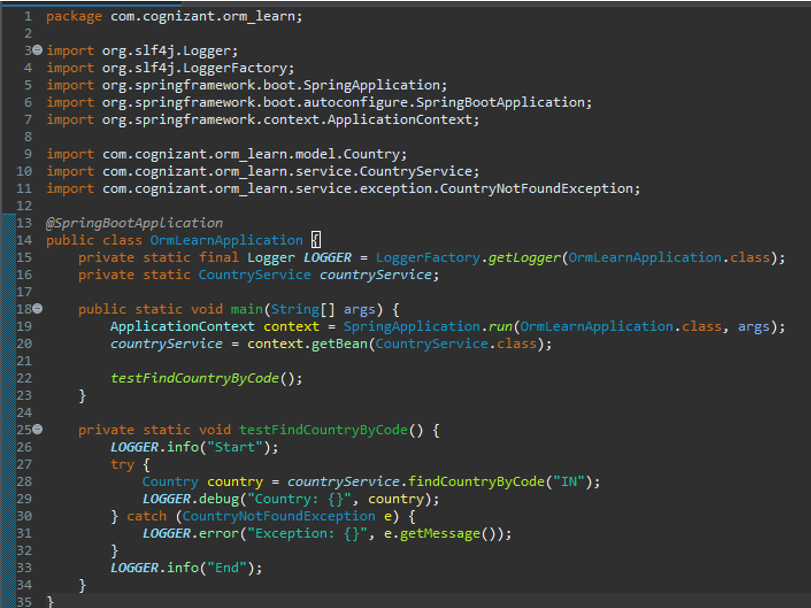 1 package com.cognizant.orm_learn;
2
3 import org.slf4j.Logger;
4 import org.slf4j.LoggerFactory;
5 import org.springframework.boot.SpringApplication;
6 import org.springframework.boot.autoconfigure.SpringBootApplication;
7 import org.springframework.context.ApplicationContext;
8
9 import com.cognizant.orm_learn.model.Country;
10 import com.cognizant.orm_learn.service.CountryService;
11 import com.cognizant.orm_learn.service.exception.CountryNotFoundException;
12
13 @SpringBootApplication
14 public class OrmLearnApplication {
15     private static final Logger LOGGER = LoggerFactory.getLogger(OrmLearnApplication.class);
16     private static CountryService countryService;
17
18     public static void main(String[] args) {
19         ApplicationContext context = SpringApplication.run(OrmLearnApplication.class, args);
20         countryService = context.getBean(CountryService.class);
21
22         testFindCountryByCode();
23     }
24
25     private static void testFindCountryByCode() {
26         LOGGER.info("Start");
27         try {
28             Country country = countryService.findCountryByCode("IN");
29             LOGGER.debug("Country: {}", country);
30         } catch (CountryNotFoundException e) {
31             LOGGER.error("Exception: {}", e.getMessage());
32         }
33         LOGGER.info("End");
34     }
35 }